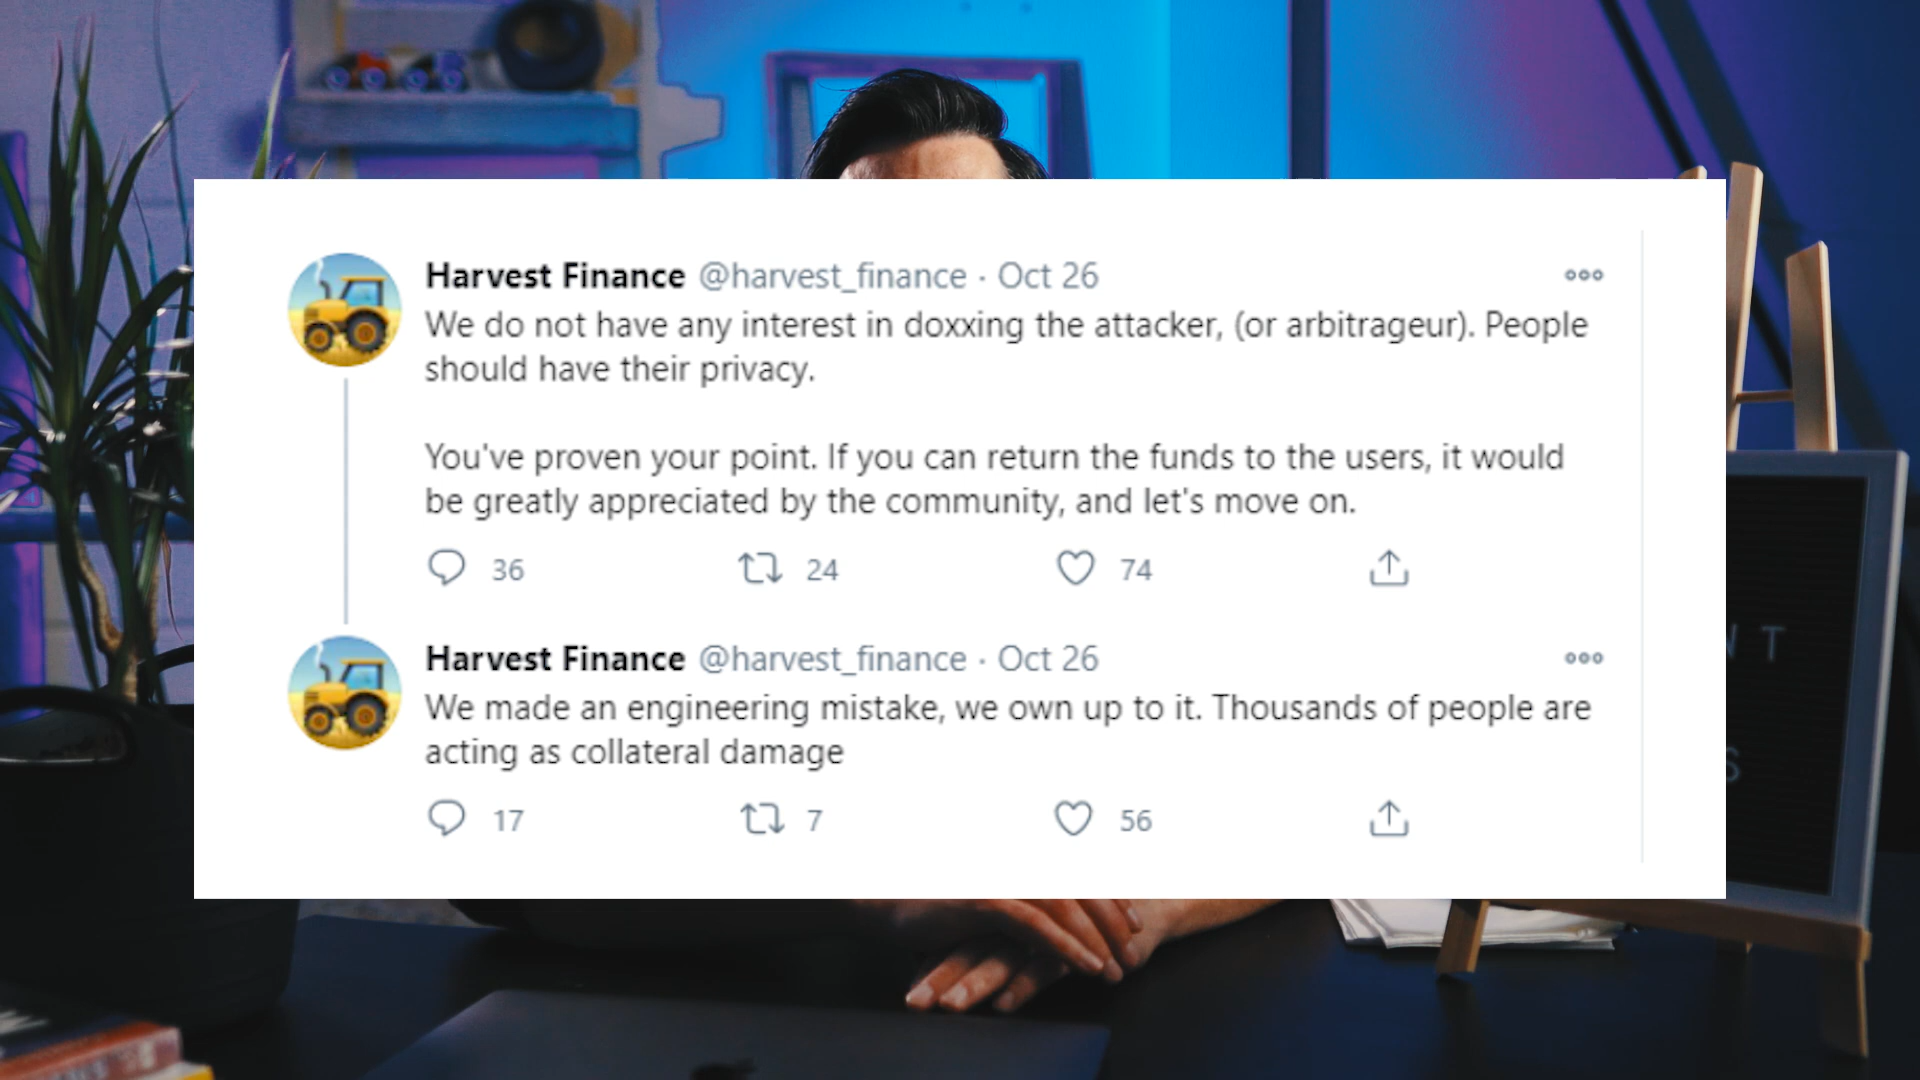 Harvest Finance @harvest_finance · Oct 26
We do not have any interest in doxxing the attacker, (or arbitrageur). People
should have their privacy.
You've proven your point. If you can return the funds to the users, it would
be greatly appreciated by the community, and let's move on.
36 24 74
Harvest Finance @harvest_finance · Oct 26
We made an engineering mistake, we own up to it. Thousands of people are
acting as collateral damage
17 7 56